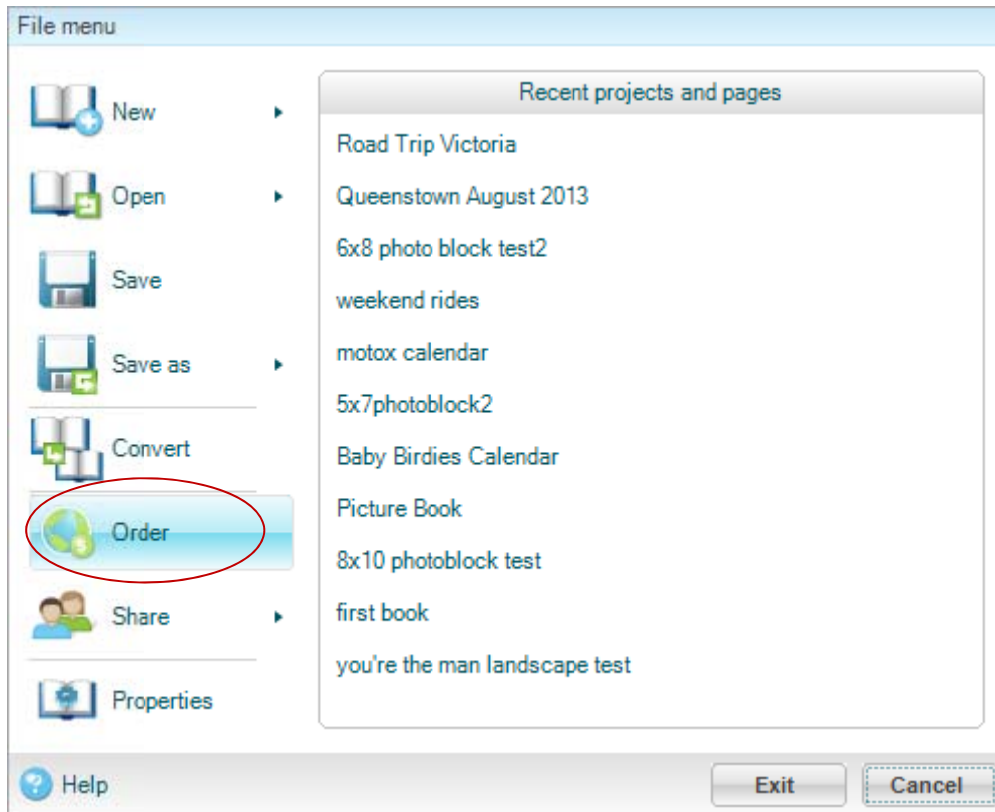 File menu
New
Open
Save
Save as
Convert
Order
Share
Properties
Recent projects and pages
Road Trip Victoria
Queenstown August 2013
6x8 photo block test2
weekend rides
motox calendar
5x7photoblock2
Baby Birdies Calendar
Picture Book
8x10 photoblock test
first book
you're the man landscape test
Help
Exit
Cancel